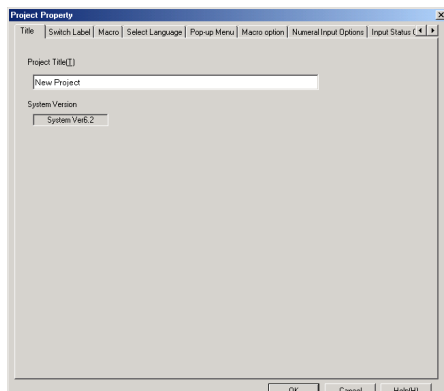 Project Property
Title Switch Label Macro Select Language Pop-up Menu Macro option Numeral Input Options Input Status (
Project Title(T)
New Project
System Version
System Ver6.2
OK Cancel Help(H)